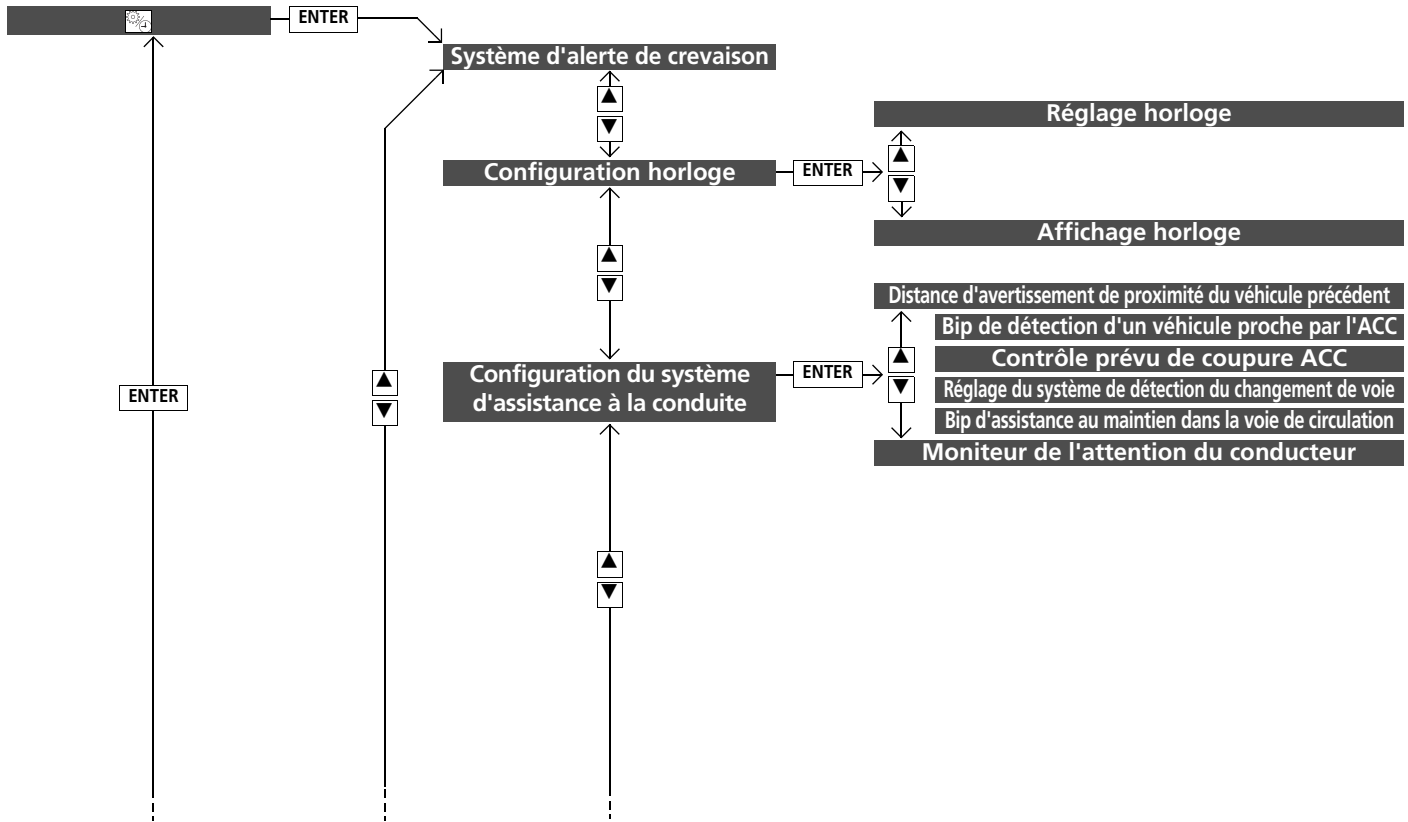 ENTER
Système d'alerte de crevaison
▲
▼
Réglage horloge
Configuration horloge
ENTER
▲
▼
Affichage horloge
▲
▼
Distance d'avertissement de proximité du véhicule précédent
Bip de détection d'un véhicule proche par l'ACC
Configuration du système
d'assistance à la conduite
ENTER
▲
▼
Contrôle prévu de coupure ACC
Réglage du système de détection du changement de voie
Bip d'assistance au maintien dans la voie de circulation
Moniteur de l'attention du conducteur
ENTER
▲
▼
▲
▼